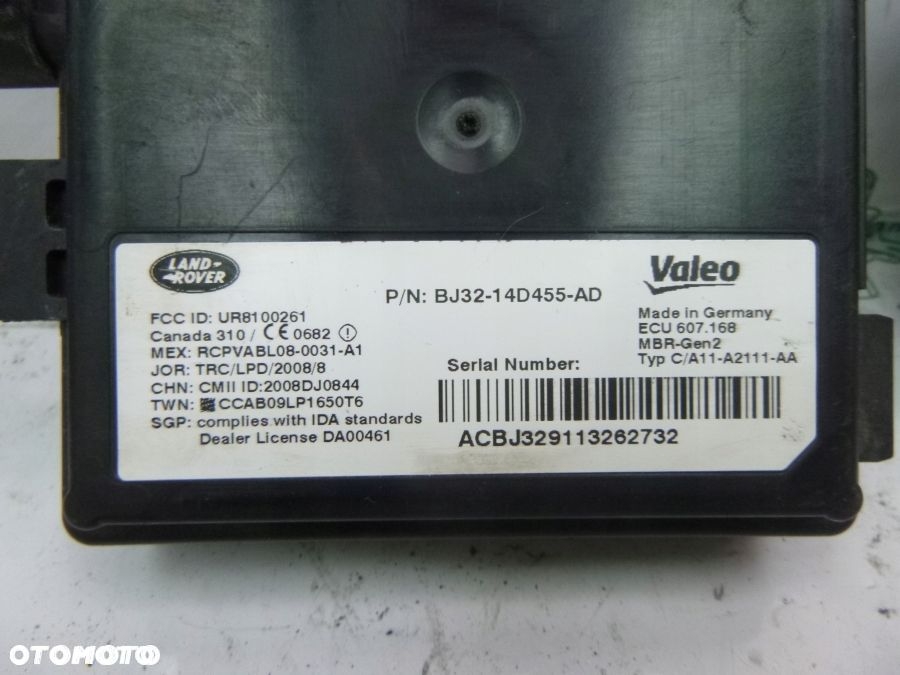 LAND-
ROVER
FCC ID: UR8100261
Canada 310 / CE 0682
MEX: RCPVABL08-0031-A1
JOR: TRC/LPD/2008/8
CHN: CMII ID:2008DJ0844
TWN: CCAB09LP1650T6
SGP: complies with IDA standards
Dealer License DA00461
P/N: BJ32-14D455-AD
Serial Number:
ACBJ329113262732
Valeo
Made in Germany
ECU 607.168
MBR-Gen2
Typ C/A11-A2111-AA
OTOMOTO